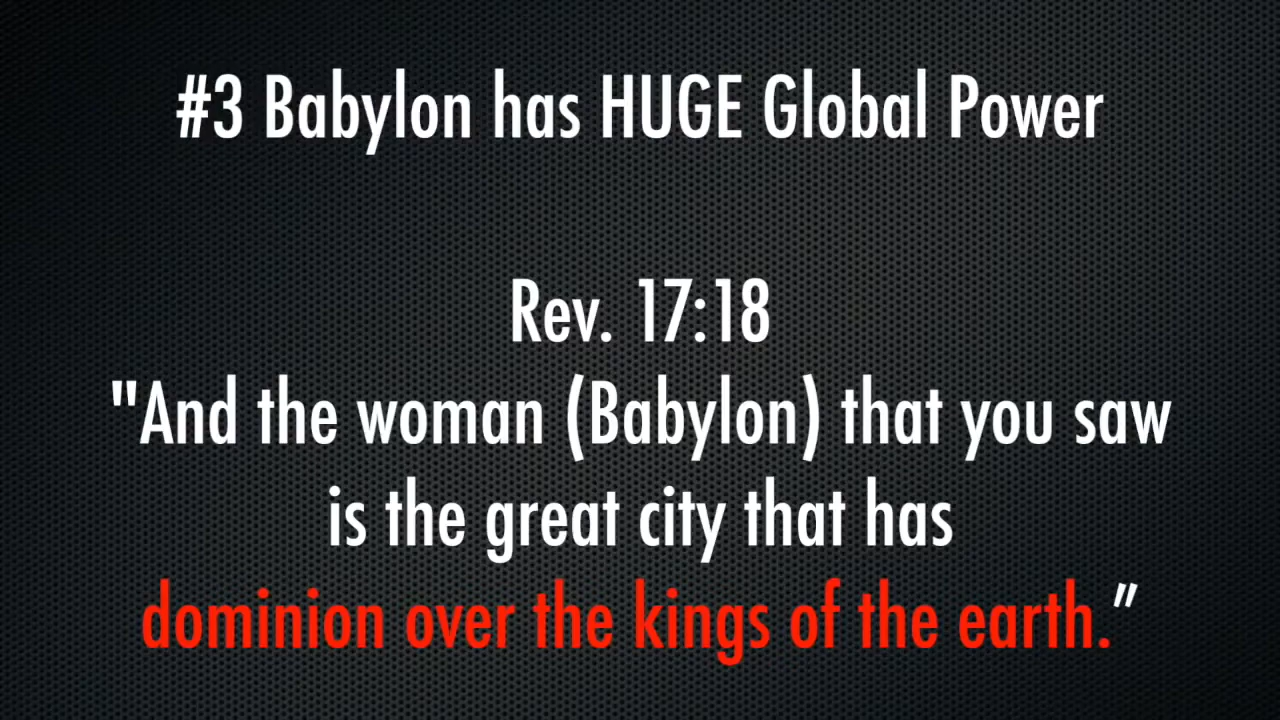 #3 Babylon has HUGE Global Power
Rev. 17:18
"And the woman (Babylon) that you saw
is the great city that has
dominion over the kings of the earth.”